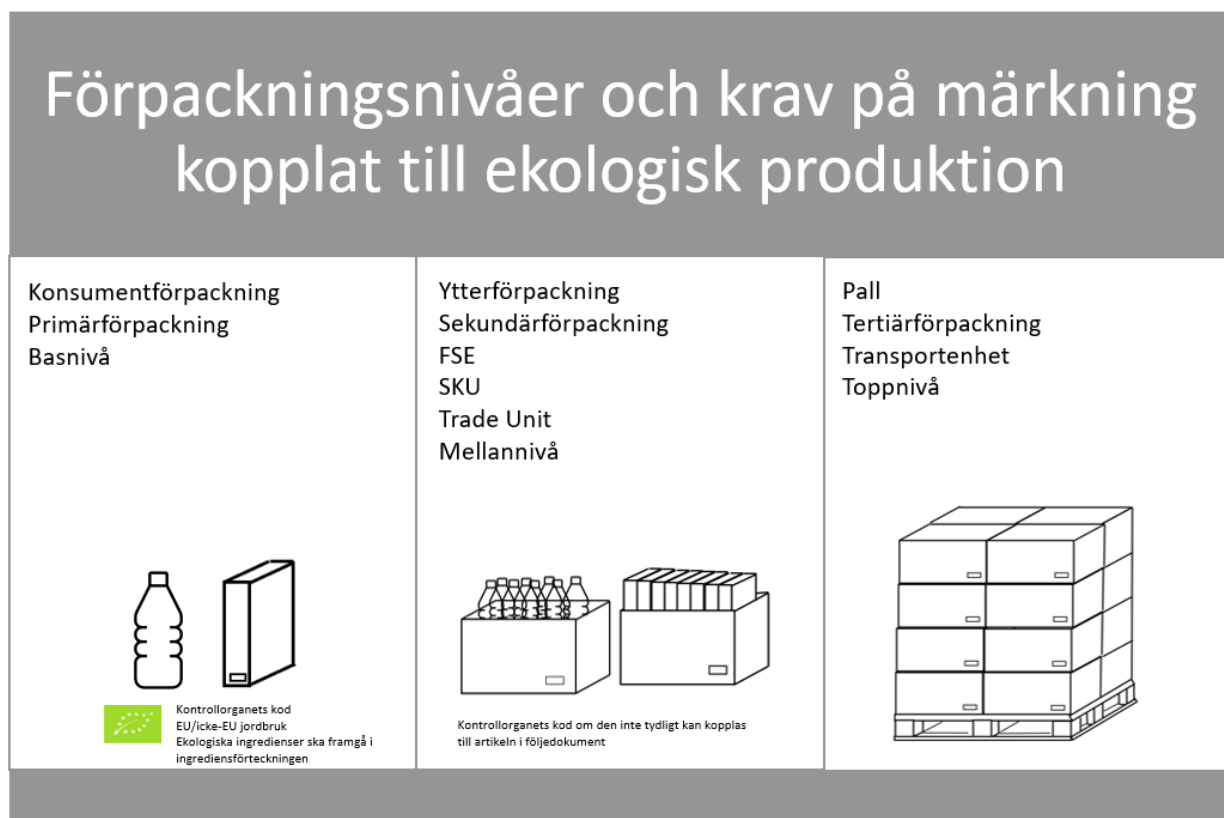 Förpackningsnivåer och krav på märkning
kopplat till ekologisk produktion
Konsumentförpackning
Primärförpackning
Basnivå
Kontrollorganets kod
EU/icke-EU jordbruk
Ekologiska ingredienser ska framgå i
ingrediensförteckningen
Ytterförpackning
Sekundärförpackning
FSE
SKU
Trade Unit
Mellannivå
Kontrollorganets kod om den inte tydligt kan kopplas
till artikeln i följedokument
Pall
Tertiärförpackning
Transportenhet
Toppnivå